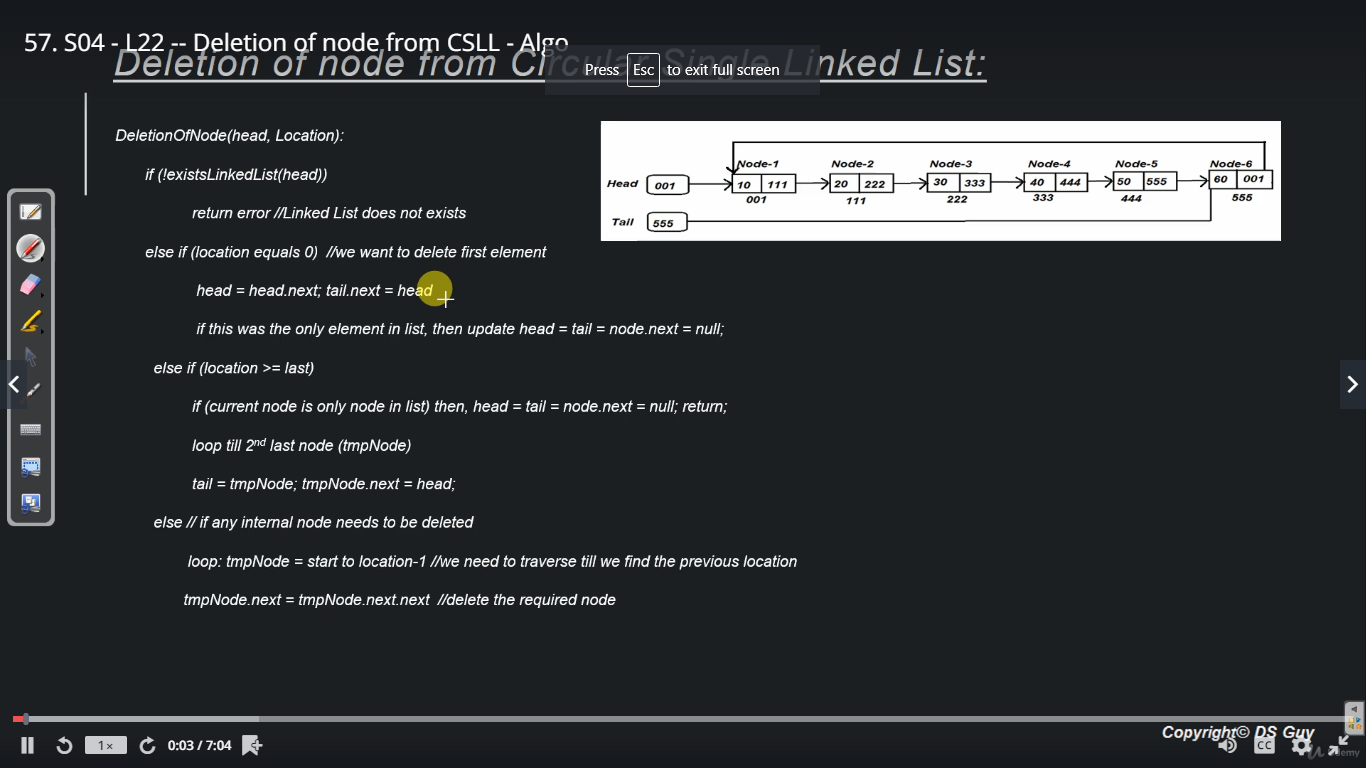 57. S04 - L22 -- Deletion of node from CSLL - Algo
Deletion of node from Circular Single Linked List:
Press Esc to exit full screen
DeletionOfNode(head, Location):
if (!existsLinkedList(head))
return error //Linked List does not exists
else if (location equals 0) //we want to delete first element
head = head.next; tail.next = head
if this was the only element in list, then update head = tail = node.next = null;
else if (location >= last)
if (current node is only node in list) then, head = tail = node.next = null; return;
loop till 2nd last node (tmpNode)
tail = tmpNode; tmpNode.next = head;
else // if any internal node needs to be deleted
loop: tmpNode = start to location-1 //we need to traverse till we find the previous location
tmpNode.next = tmpNode.next.next //delete the required node
Node-1 Node-2 Node-3 Node-4 Node-5 Node-6
Head 001 10 111 20 222 30 333 40 444 50 555 60 001
001 111 222 333 444 555
Tail 555
Copyright© DS Guy
1x 0:03 / 7:04 CC